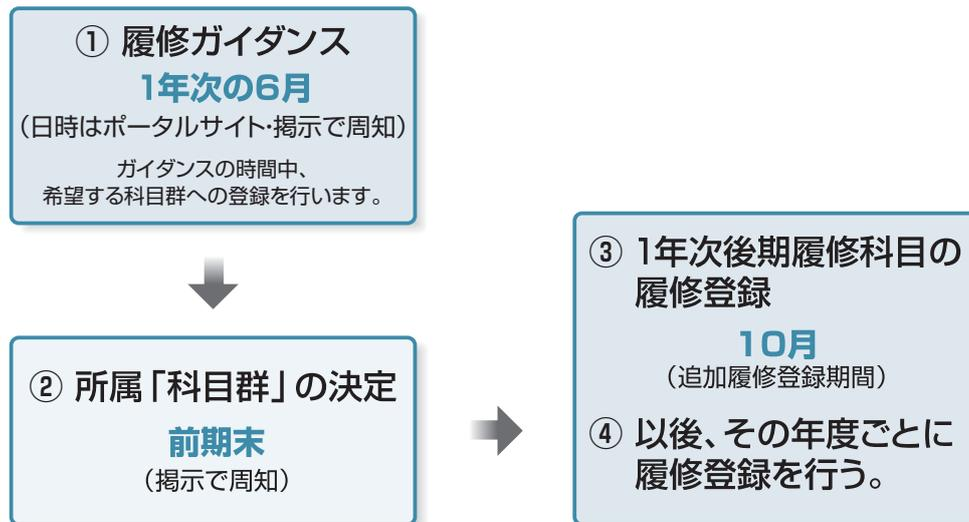 ① 履修ガイダンス
1年次の6月
（日時はポータルサイト・掲示で周知）
ガイダンスの時間中、
希望する科目群への登録を行います。
② 所属「科目群」の決定
前期末
（掲示で周知）
③ 1年次後期履修科目の
履修登録
10月
（追加履修登録期間）
④ 以後、その年度ごとに
履修登録を行う。